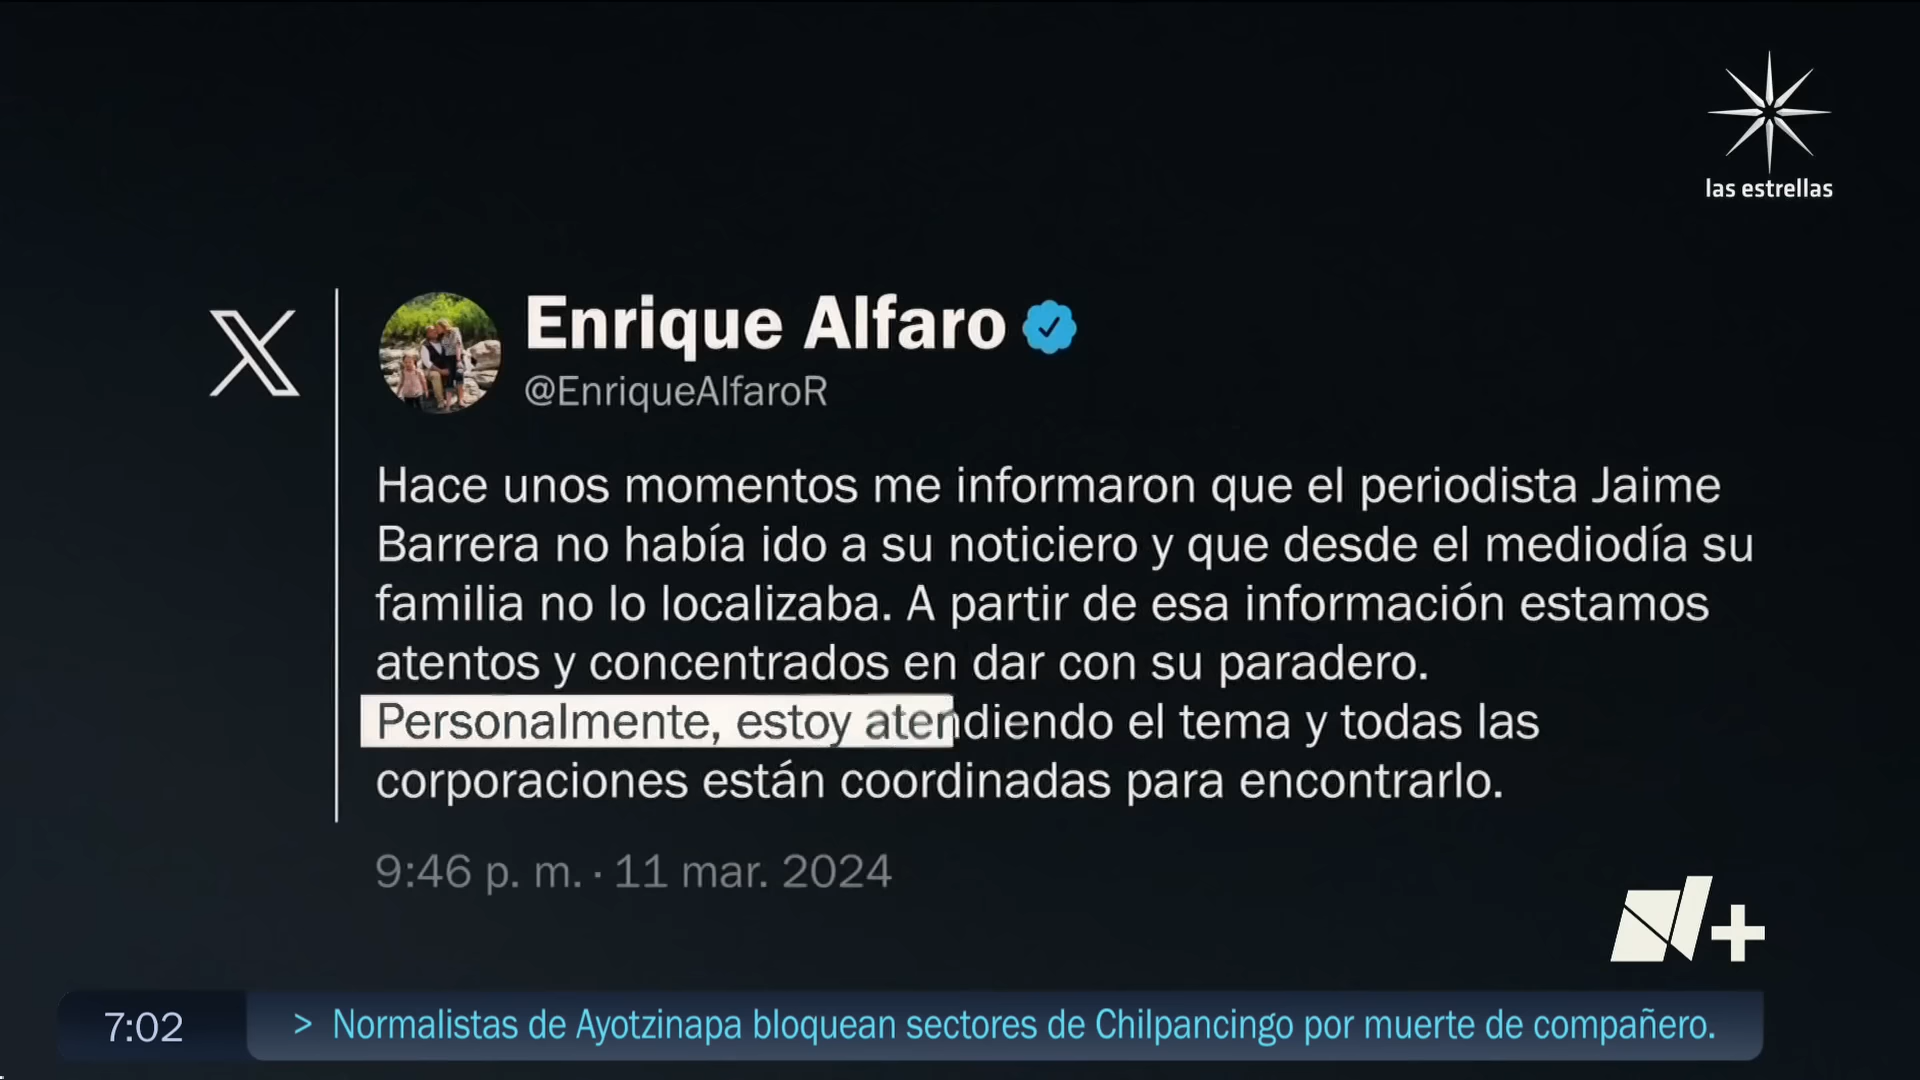 las estrellas
X
Enrique Alfaro
@EnriqueAlfaroR
Hace unos momentos me informaron que el periodista Jaime
Barrera no había ido a su noticiero y que desde el mediodía su
familia no lo localizaba. A partir de esa información estamos
atentos y concentrados en dar con su paradero.
Personalmente, estoy atendiendo el tema y todas las
corporaciones están coordinadas para encontrarlo.
9:46 p. m. · 11 mar. 2024
N+
7:02
> Normalistas de Ayotzinapa bloquean sectores de Chilpancingo por muerte de compañero.